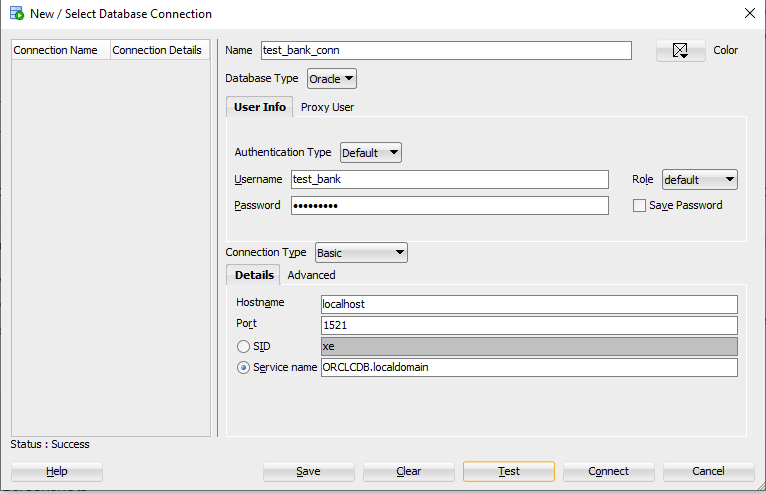 New / Select Database Connection
Connection Name Connection Details
Name test_bank_conn Color
Database Type Oracle
User Info Proxy User
Authentication Type Default
Username test_bank Role default
Password ••••••••• Save Password
Connection Type Basic
Details Advanced
Hostname localhost
Port 1521
SID xe
Service name ORCLCDB.localdomain
Status : Success
Help Save Clear Test Connect Cancel